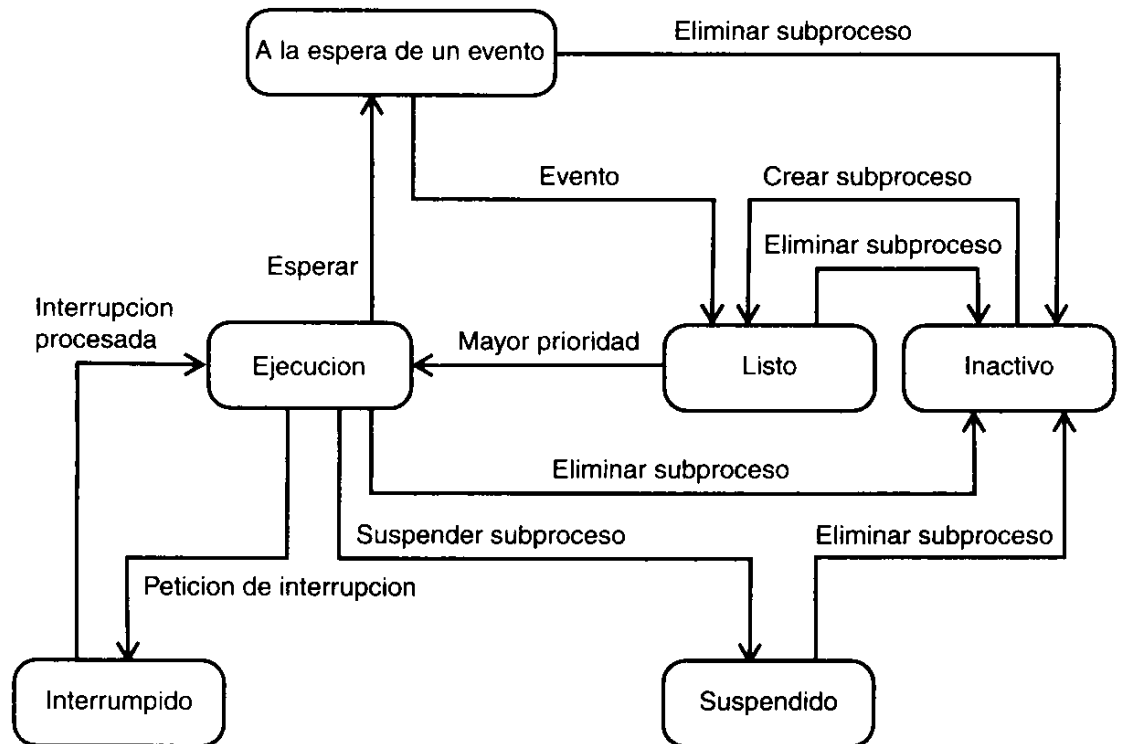 Eliminar subproceso
A la espera de un evento
Evento
Crear subproceso
Eliminar subproceso
Esperar
Interrupcion
procesada
Mayor prioridad
Ejecucion
Listo
Inactivo
Eliminar subproceso
Suspender subproceso
Eliminar subproceso
Peticion de interrupcion
Interrumpido
Suspendido